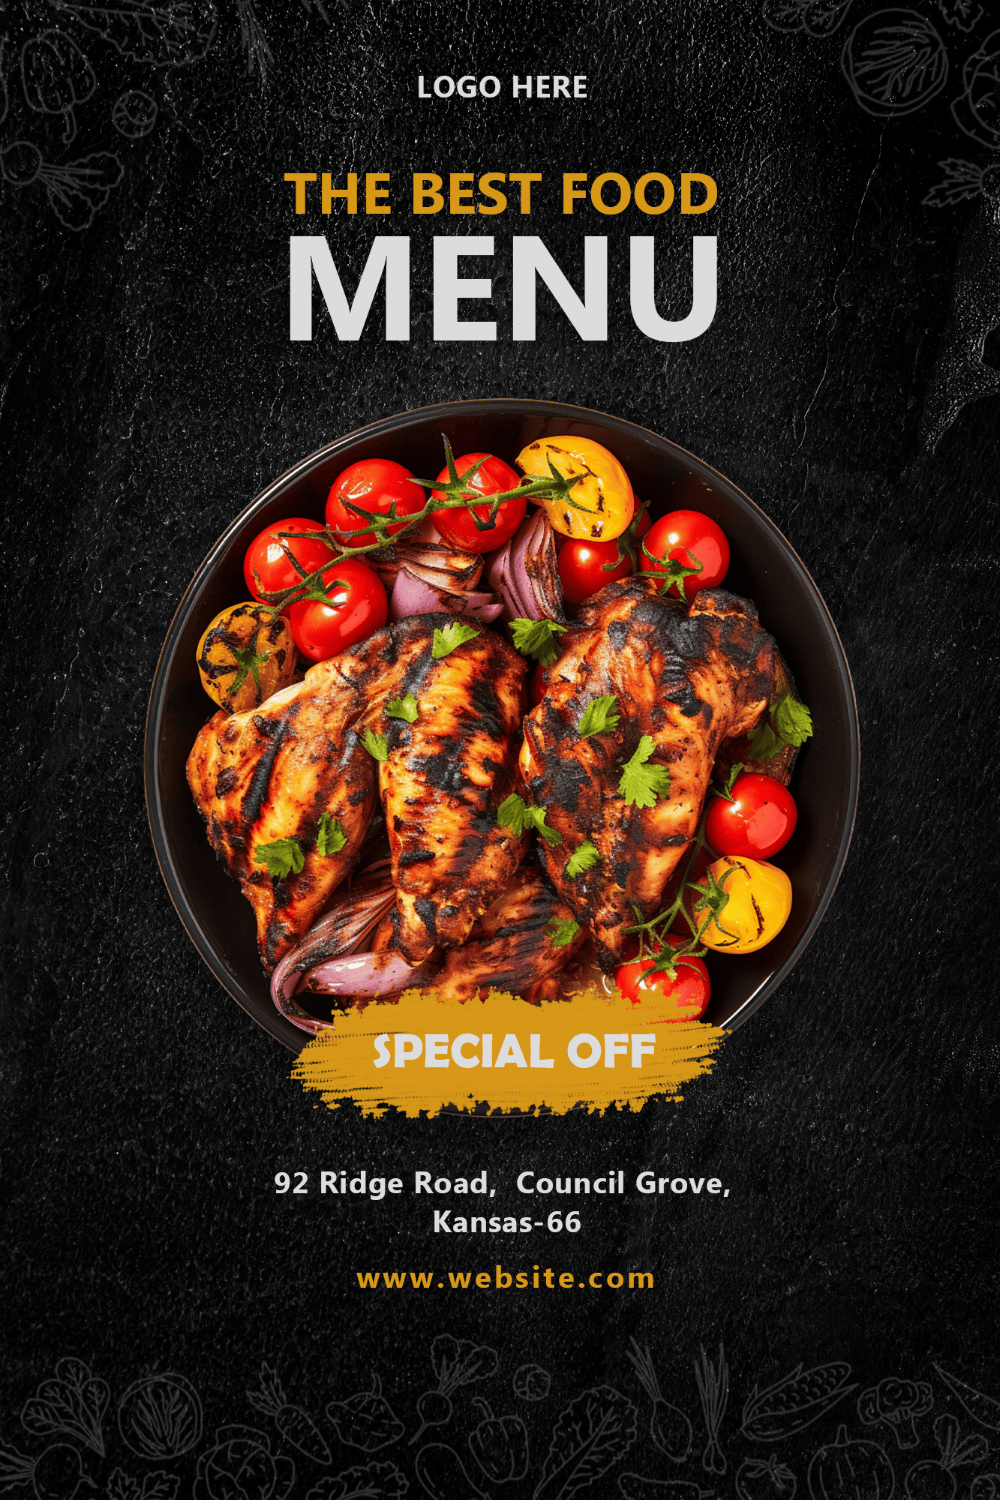 LOGO HERE
THE BEST FOOD
MENU
SPECIAL OFF
92 Ridge Road,  Council Grove,
Kansas-66
www.website.com